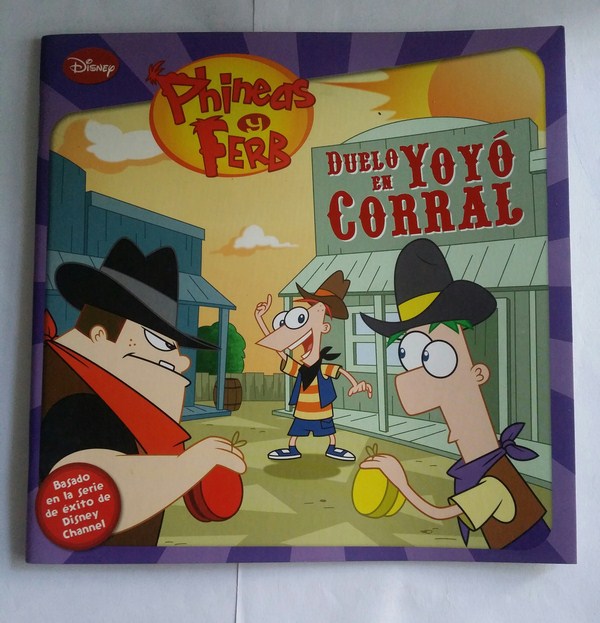 Disney
Phineas
y
Ferb
Duelo
en
Yoyó
Corral
Basado
en la serie
de éxito de
Disney
Channel